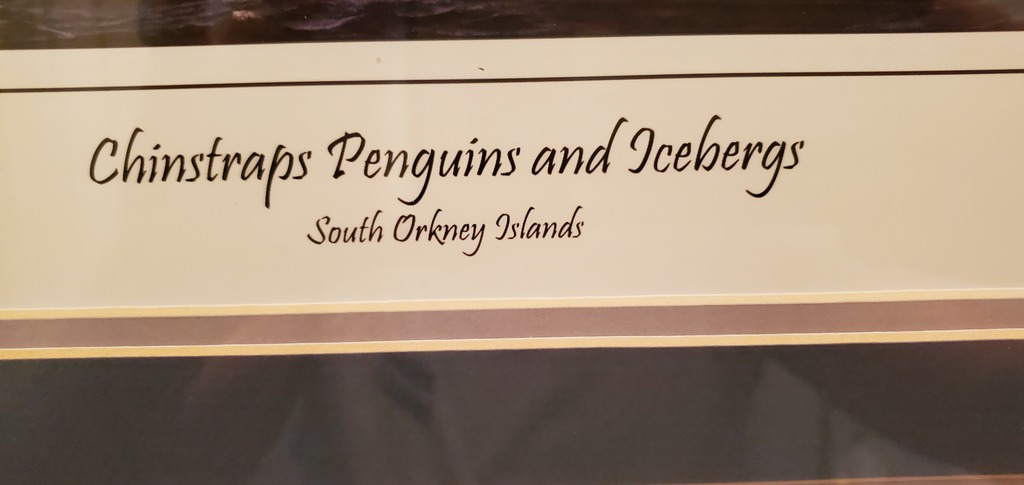 Chinstraps Penguins and Icebergs
South Orkney Islands